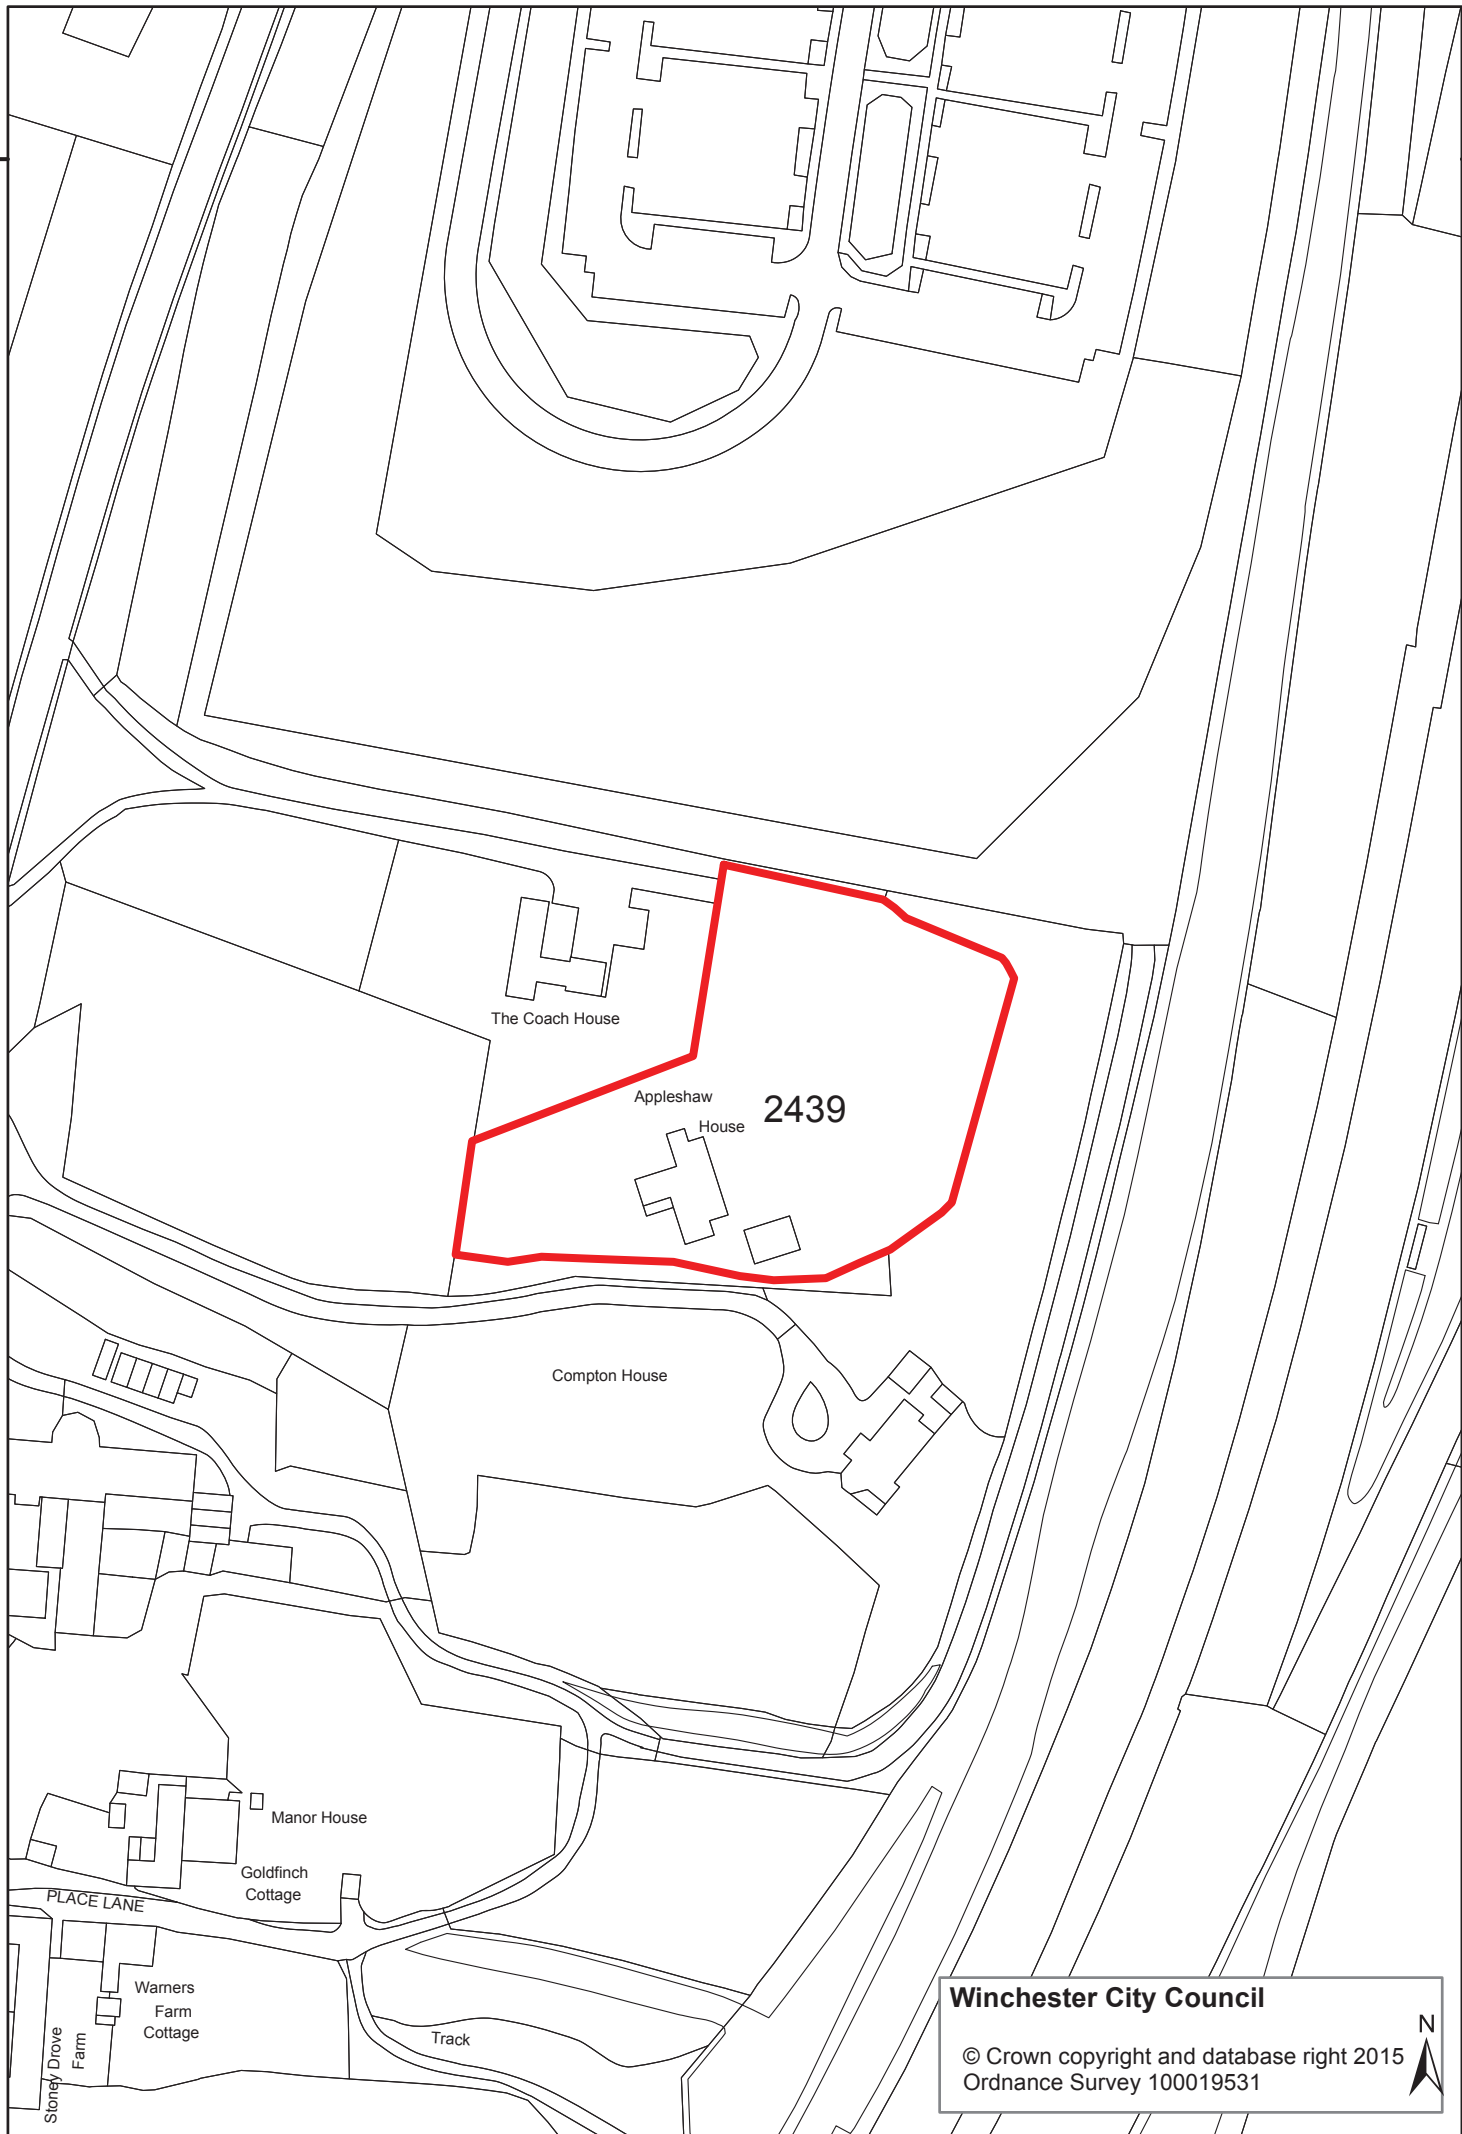 The Coach House
Appleshaw
House
2439
Compton House
Manor House
Goldfinch
Cottage
PLACE LANE
Warners
Farm
Cottage
Stoney Drove
Farm
Track
Winchester City Council
N
© Crown copyright and database right 2015
Ordnance Survey 100019531